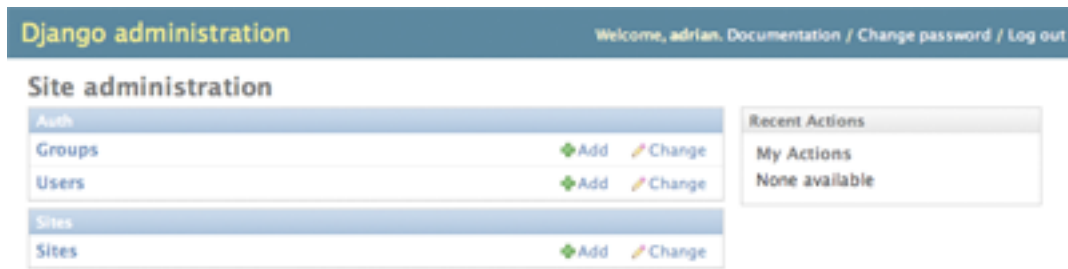 Django administration
Welcome, adrian. Documentation / Change password / Log out
Site administration
Auth
Groups Add Change
Users Add Change
Sites
Sites Add Change
Recent Actions
My Actions
None available